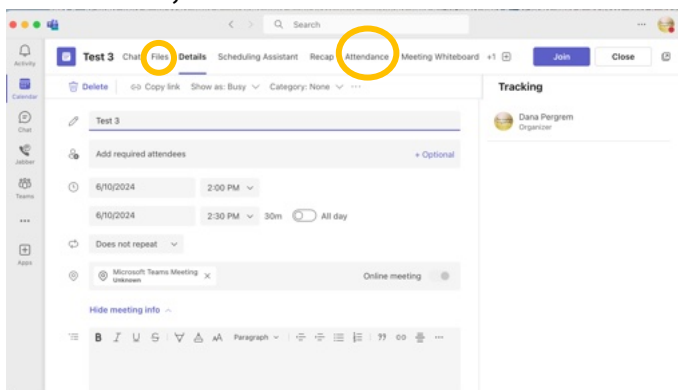 Search
Activity
Calendar
Chat
Jabber
Teams
Apps
Test 3 Chat Files Details Scheduling Assistant Recap Attendance Meeting Whiteboard +1 Join Close
Delete Copy link Show as: Busy Category: None
Tracking
Test 3
Dana Pergrem
Organizer
Add required attendees + Optional
6/10/2024 2:00 PM
6/10/2024 2:30 PM 30m All day
Does not repeat
Microsoft Teams Meeting
Unknown
Online meeting
Hide meeting info
B I U S AA Paragraph